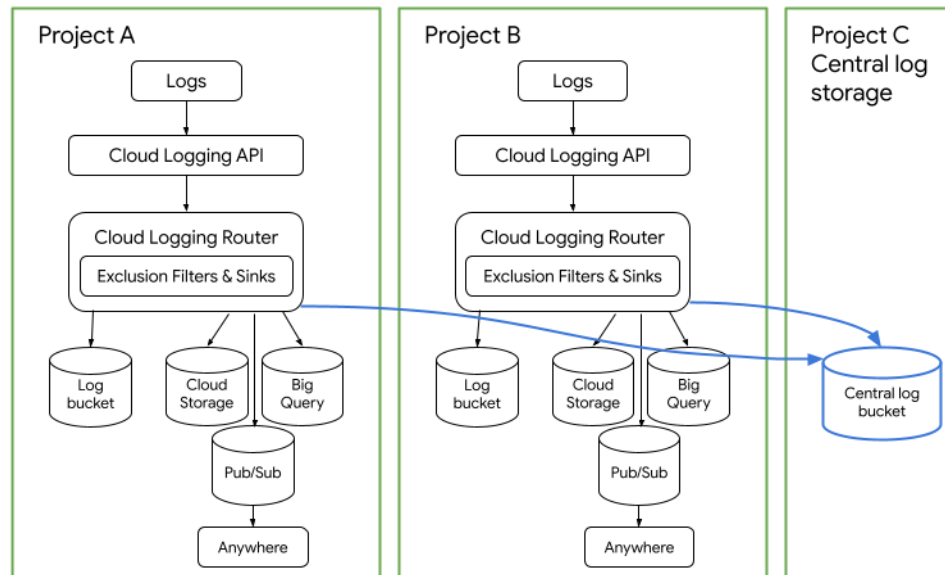 Project A
Logs
Cloud Logging API
Cloud Logging Router
Exclusion Filters & Sinks
Log
bucket
Cloud
Storage
Big
Query
Pub/Sub
Anywhere
Project B
Logs
Cloud Logging API
Cloud Logging Router
Exclusion Filters & Sinks
Log
bucket
Cloud
Storage
Big
Query
Pub/Sub
Anywhere
Project C
Central log
storage
Central log
bucket